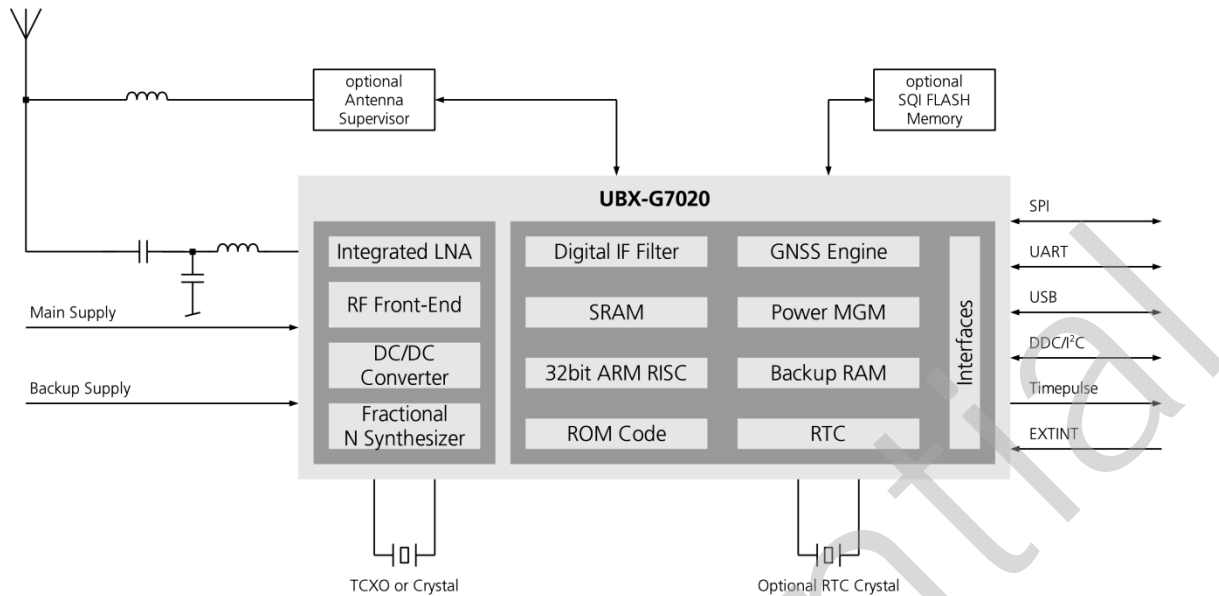 optional
Antenna
Supervisor
optional
SQI FLASH
Memory
UBX-G7020
Integrated LNA
RF Front-End
DC/DC
Converter
Fractional
N Synthesizer
Digital IF Filter
SRAM
32bit ARM RISC
ROM Code
GNSS Engine
Power MGM
Backup RAM
RTC
Interfaces
Main Supply
Backup Supply
SPI
UART
USB
DDC/I²C
Timepulse
EXTINT
TCXO or Crystal
Optional RTC Crystal
ntial